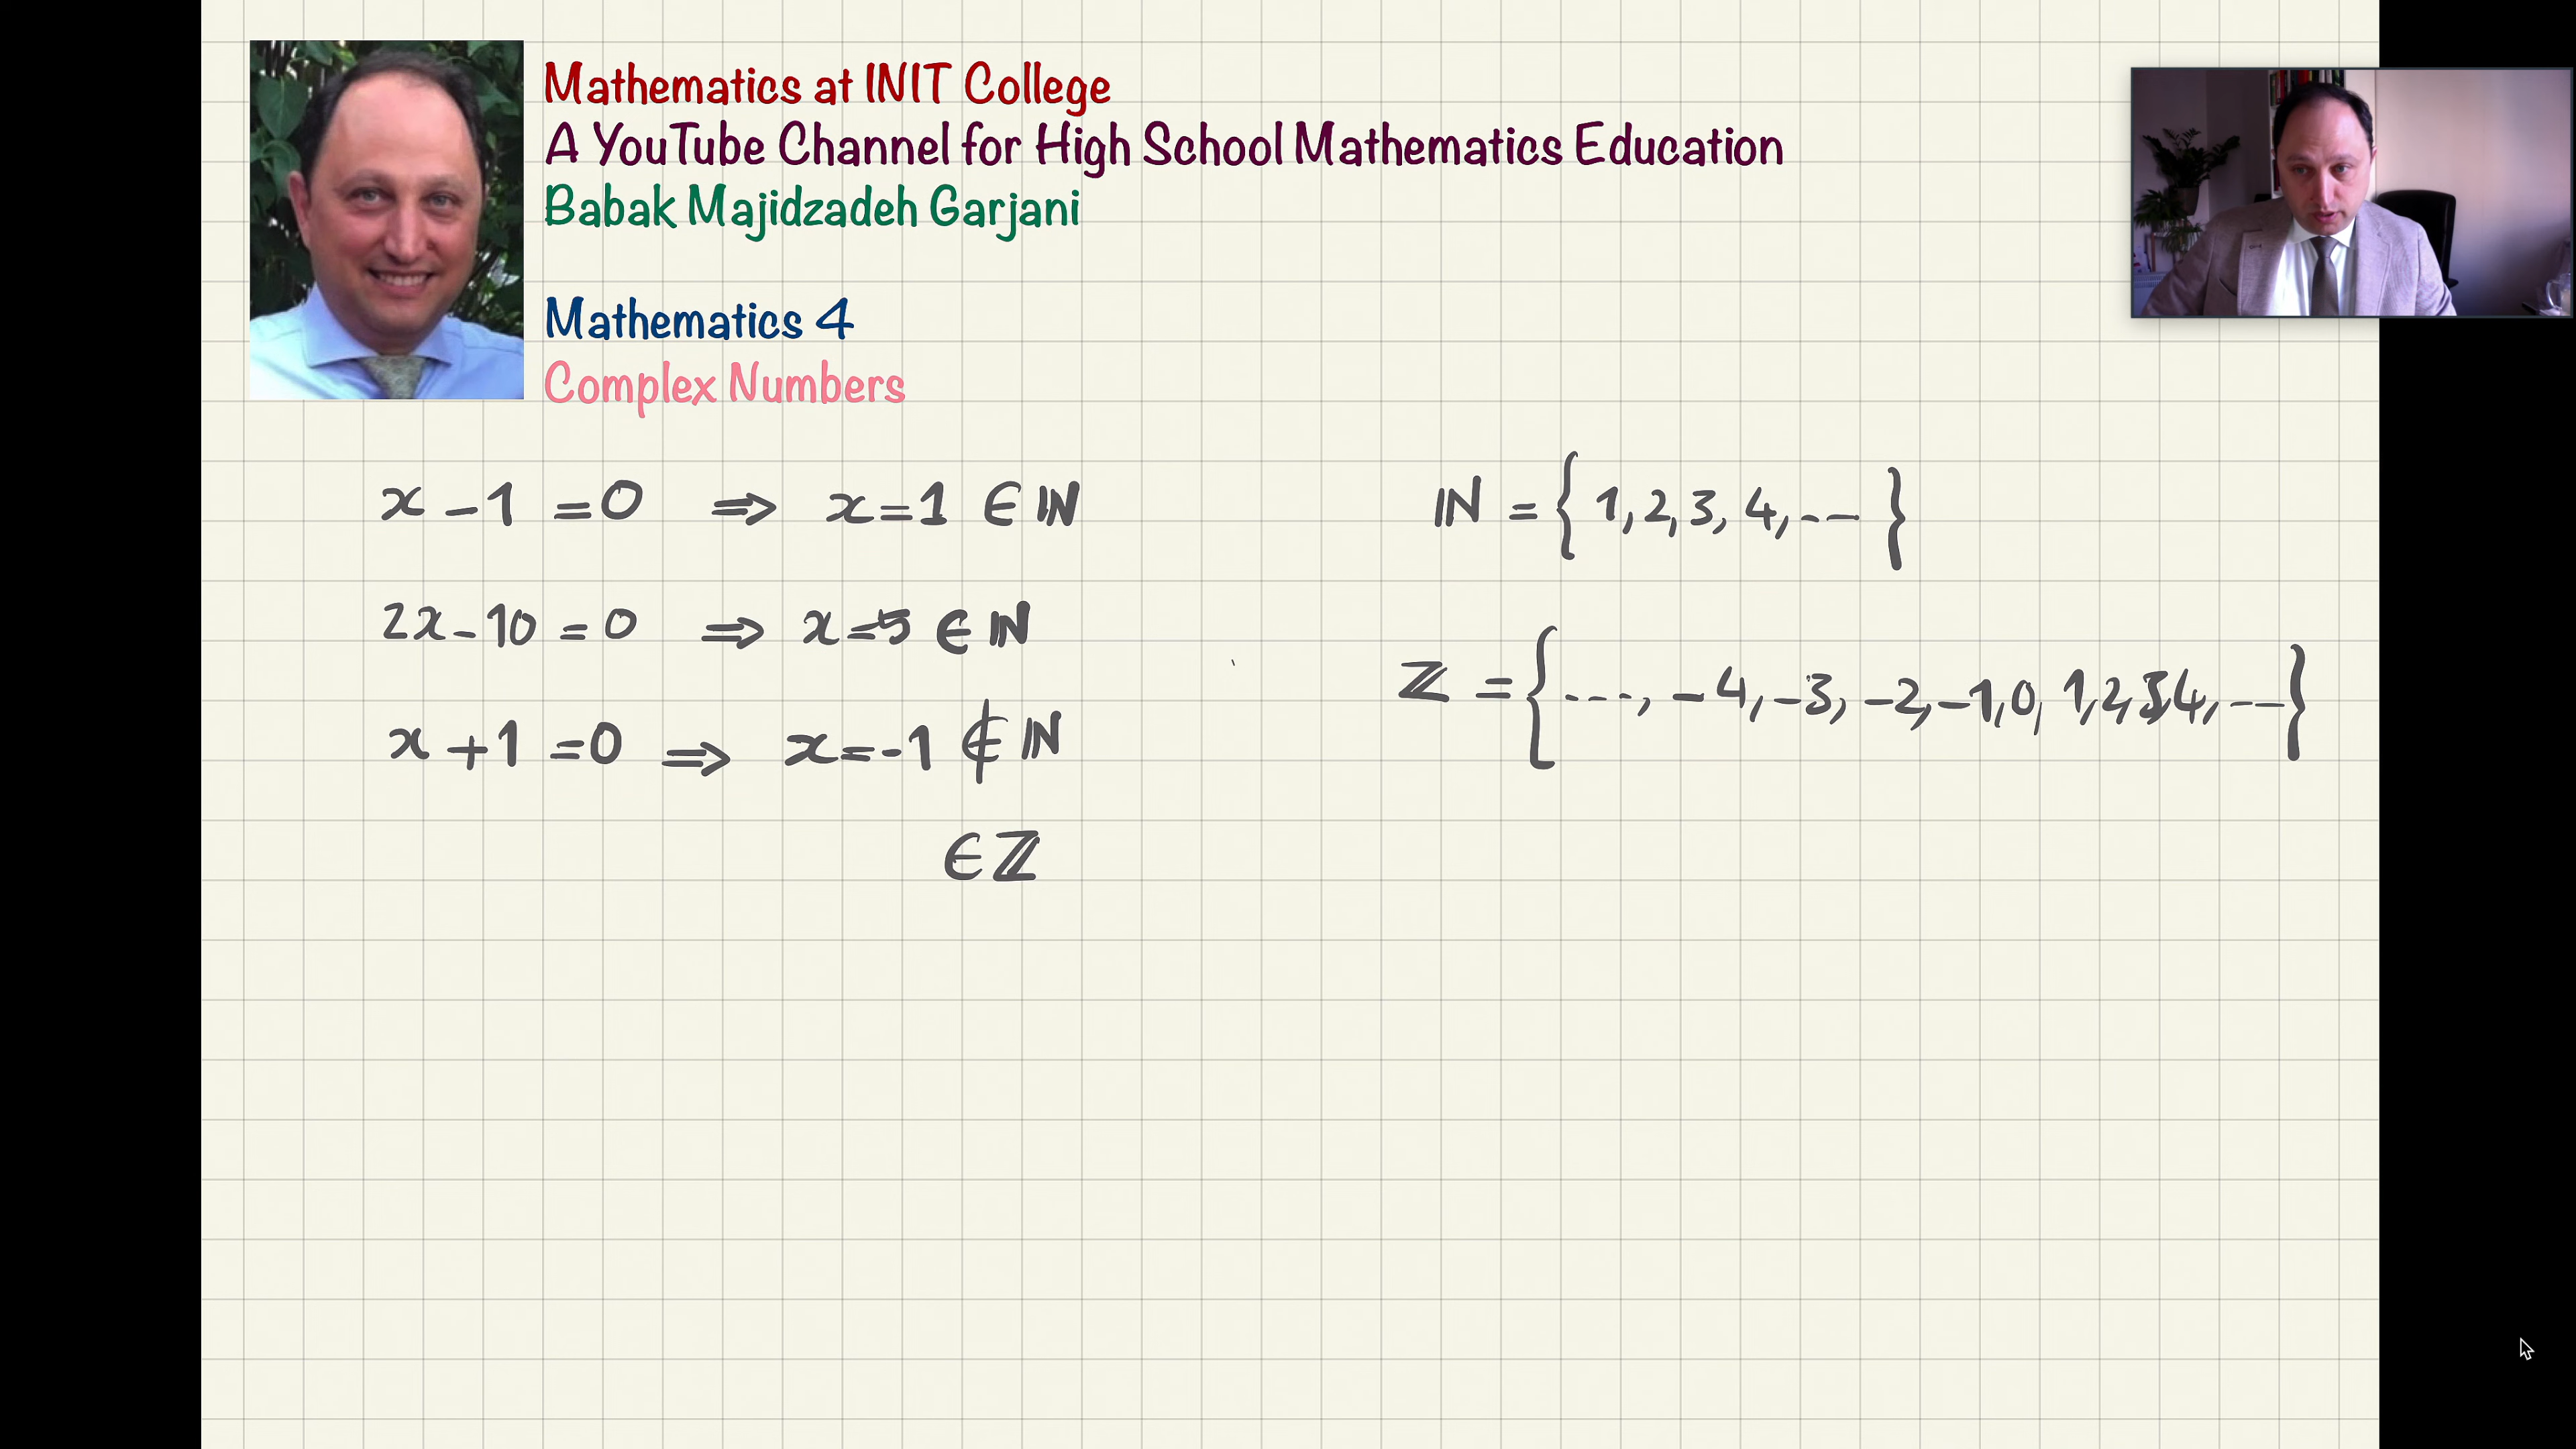 Mathematics at INIT College
A YouTube Channel for High School Mathematics Education
Babak Majidzadeh Garjani
Mathematics 4
Complex Numbers
x - 1 = 0 ⇒ x = 1 ∈ ℕ
ℕ = { 1, 2, 3, 4, -- }
2x - 10 = 0 ⇒ x = 5 ∈ ℕ
ℤ = { ---, -4, -3, -2, -1, 0, 1, 2, 3, 4, -- }
x + 1 = 0 ⇒ x = -1 ∉ ℕ
∈ ℤ